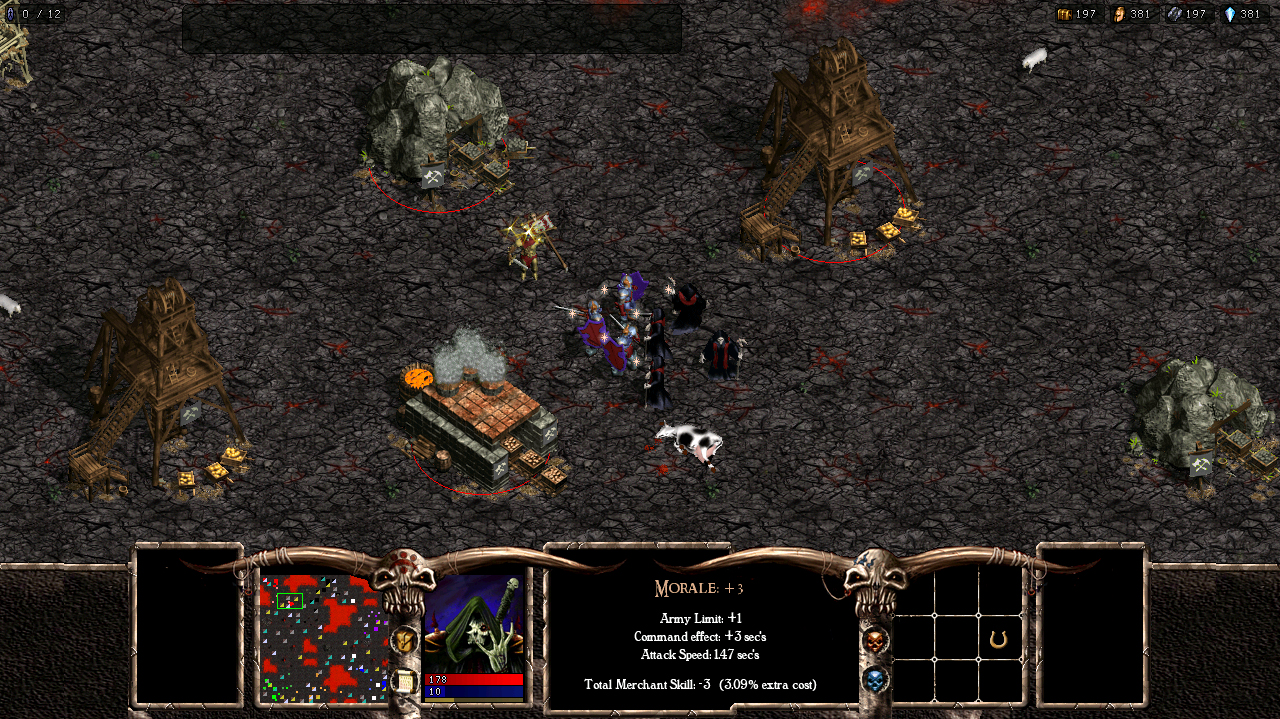 0 / 12
197 381 197 381
Morale: +3
Army Limit: +1
Command effect: +3 sec's
Attack Speed: 1.47 sec's
Total Merchant Skill: -3 (3.09% extra cost)
178
10